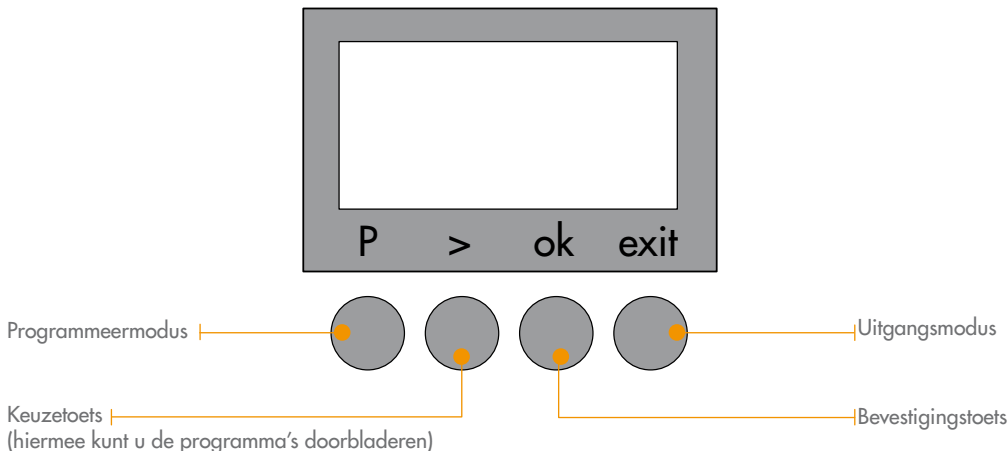 P > ok exit
Programmeermodus
Uitgangsmodus
Keuzetoets
(hiermee kunt u de programma’s doorbladeren)
Bevestigingstoets